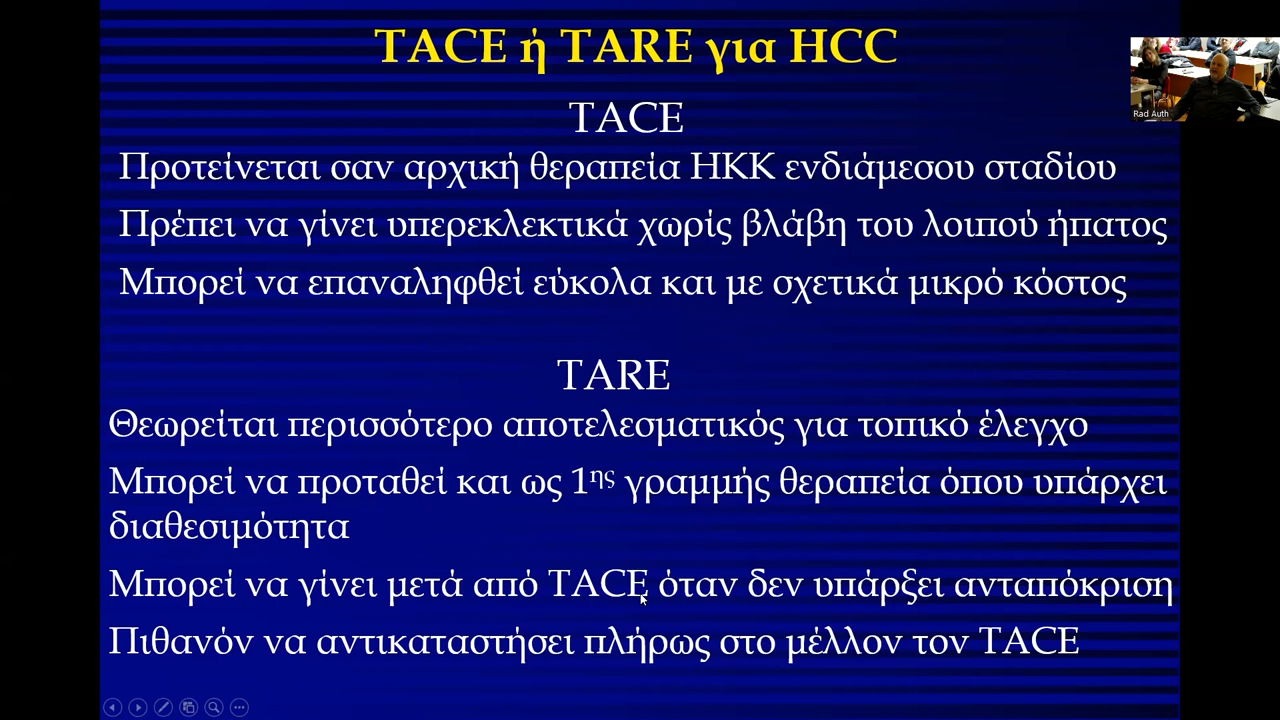 TACE ή TARE για HCC
Rad Auth
TACE
Προτείνεται σαν αρχική θεραπεία ΗΚΚ ενδιάμεσου σταδίου
Πρέπει να γίνει υπερεκλεκτικά χωρίς βλάβη του λοιπού ήπατος
Μπορεί να επαναληφθεί εύκολα και με σχετικά μικρό κόστος
TARE
Θεωρείται περισσότερο αποτελεσματικός για τοπικό έλεγχο
Μπορεί να προταθεί και ως 1ης γραμμής θεραπεία όπου υπάρχει
διαθεσιμότητα
Μπορεί να γίνει μετά από TACE όταν δεν υπάρξει ανταπόκριση
Πιθανόν να αντικαταστήσει πλήρως στο μέλλον τον TACE